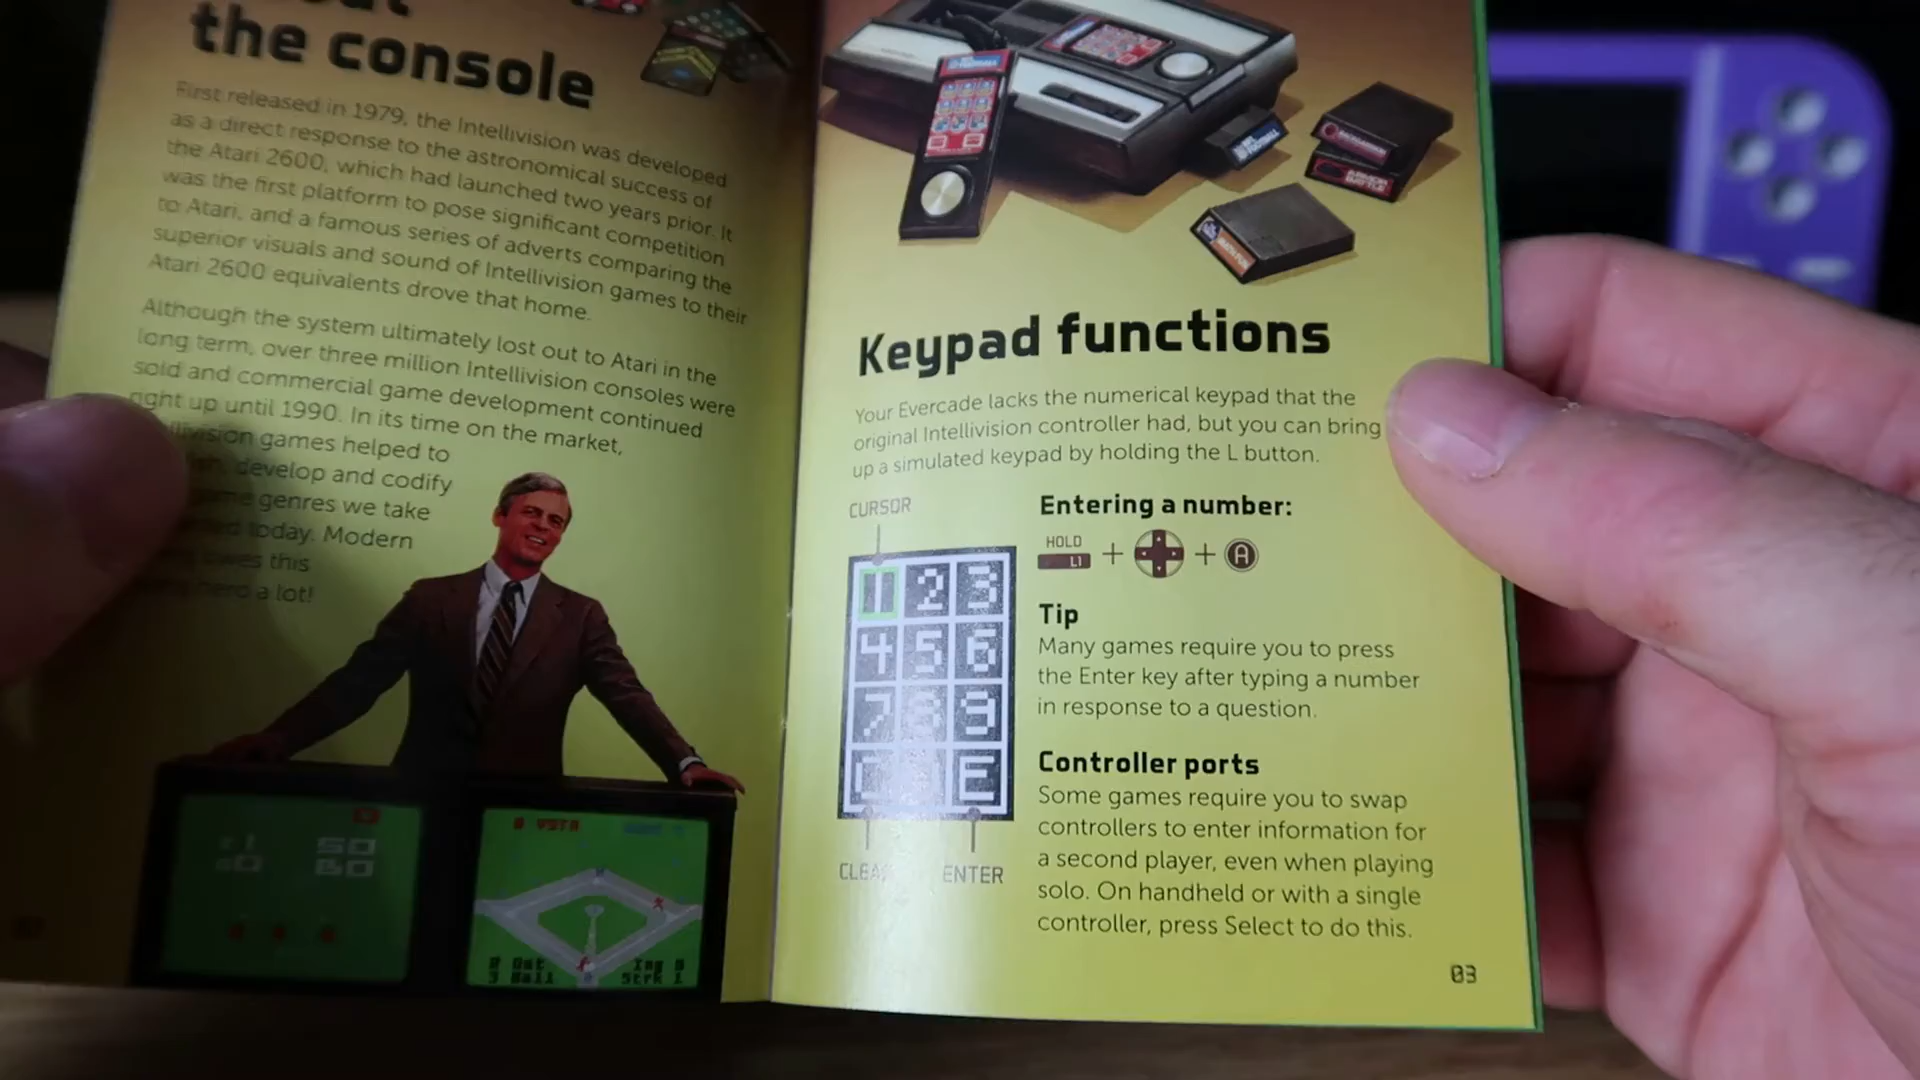 the console
First released in 1979, the Intellivision was developed
as a direct response to the astronomical success of
the Atari 2600, which had launched two years prior. It
was the first platform to pose significant competition
to Atari, and a famous series of adverts comparing the
superior visuals and sound of Intellivision games to their
Atari 2600 equivalents drove that home.
Although the system ultimately lost out to Atari in the
long term, over three million Intellivision consoles were
sold and commercial game development continued
right up until 1990. In its time on the market,
games helped to
develop and codify
genres we take
today. Modern
owes this
a lot!
Keypad functions
Your Evercade lacks the numerical keypad that the
original Intellivision controller had, but you can bring
up a simulated keypad by holding the L button.
CURSOR
1 2 3
4 5 6
7 8 9
C E
ENTER
Entering a number:
HOLD
L1 + + A
Tip
Many games require you to press
the Enter key after typing a number
in response to a question.
Controller ports
Some games require you to swap
controllers to enter information for
a second player, even when playing
solo. On handheld or with a single
controller, press Select to do this.
03